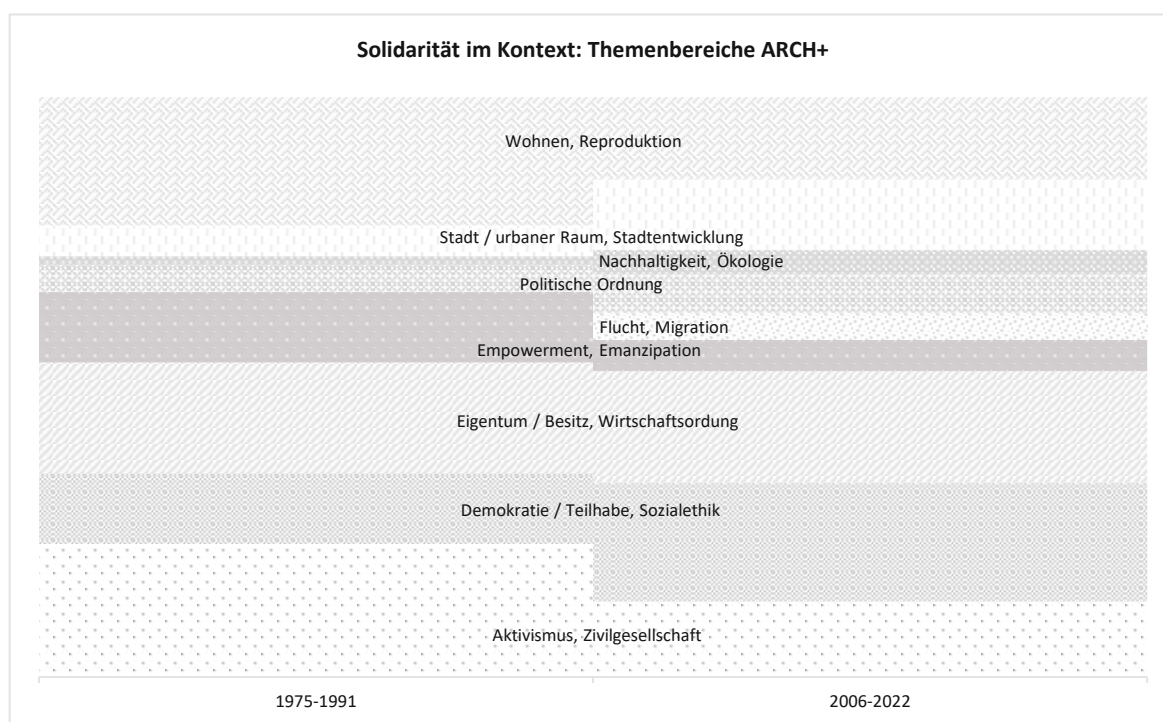 Solidarität im Kontext: Themenbereiche ARCH+
Wohnen, Reproduktion
Stadt / urbaner Raum, Stadtentwicklung
Nachhaltigkeit, Ökologie
Politische Ordnung
Flucht, Migration
Empowerment, Emanzipation
Eigentum / Besitz, Wirtschaftsordung
Demokratie / Teilhabe, Sozialethik
Aktivismus, Zivilgesellschaft
1975-1991
2006-2022